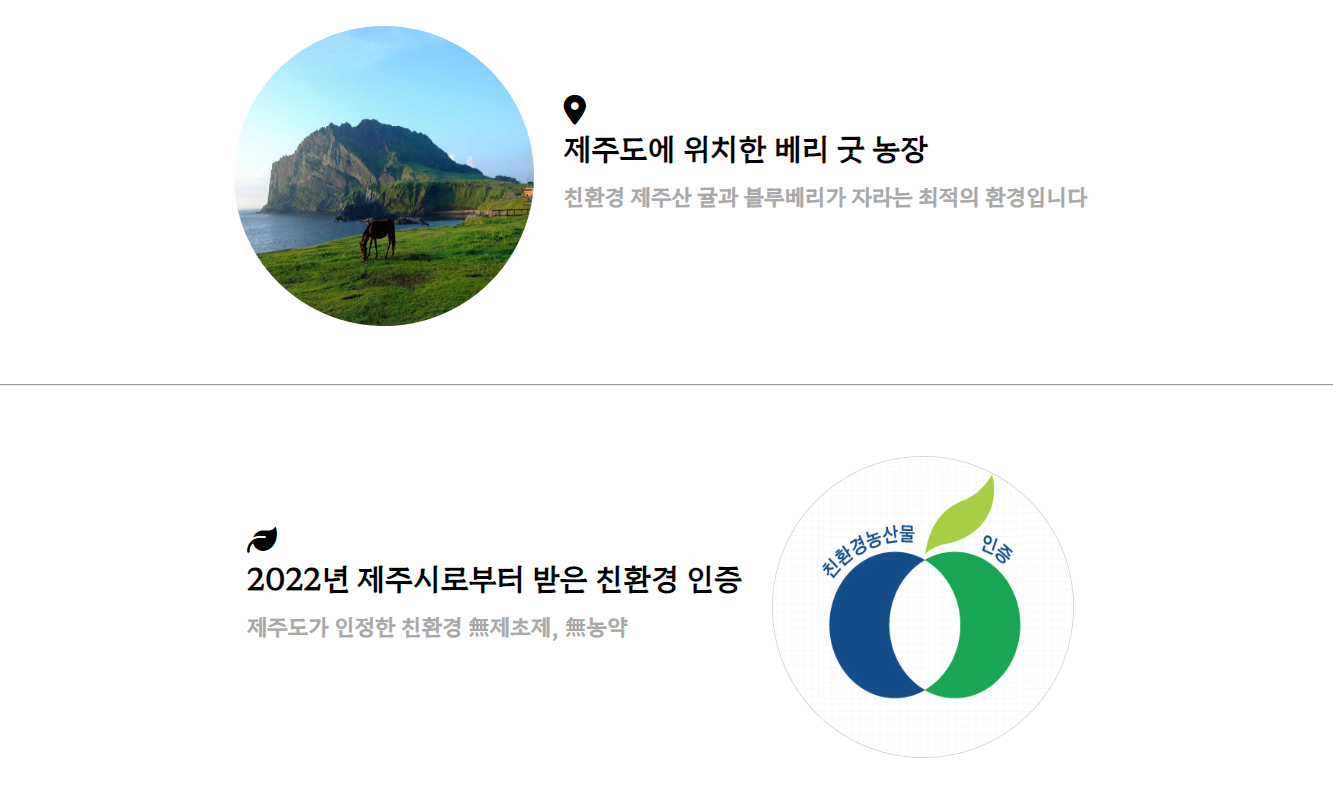 제주도에 위치한 베리 굿 농장
친환경 제주산 귤과 블루베리가 자라는 최적의 환경입니다
2022년 제주시로부터 받은 친환경 인증
제주도가 인정한 친환경 無제초제, 無농약
친환경농산물 인증